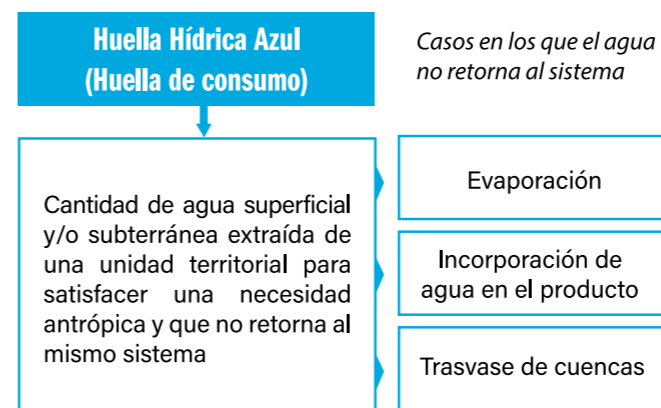 Huella Hídrica Azul
(Huella de consumo)
Casos en los que el agua
no retorna al sistema
Cantidad de agua superficial
y/o subterránea extraída de
una unidad territorial para
satisfacer una necesidad
antrópica y que no retorna al
mismo sistema
Evaporación
Incorporación de
agua en el producto
Trasvase de cuencas